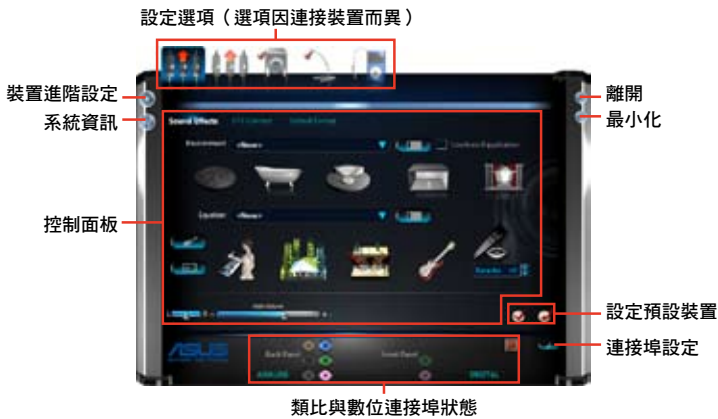 設定選項（選項因連接裝置而異）
裝置進階設定
系統資訊
離開
最小化
Sound Effects
Environment
<None>
控制面板
Equalizer
<None>
Karaoke
設定預設裝置
連接埠設定
ASUS
Back Panel
Front Panel
ANALOG
DIGITAL
類比與數位連接埠狀態